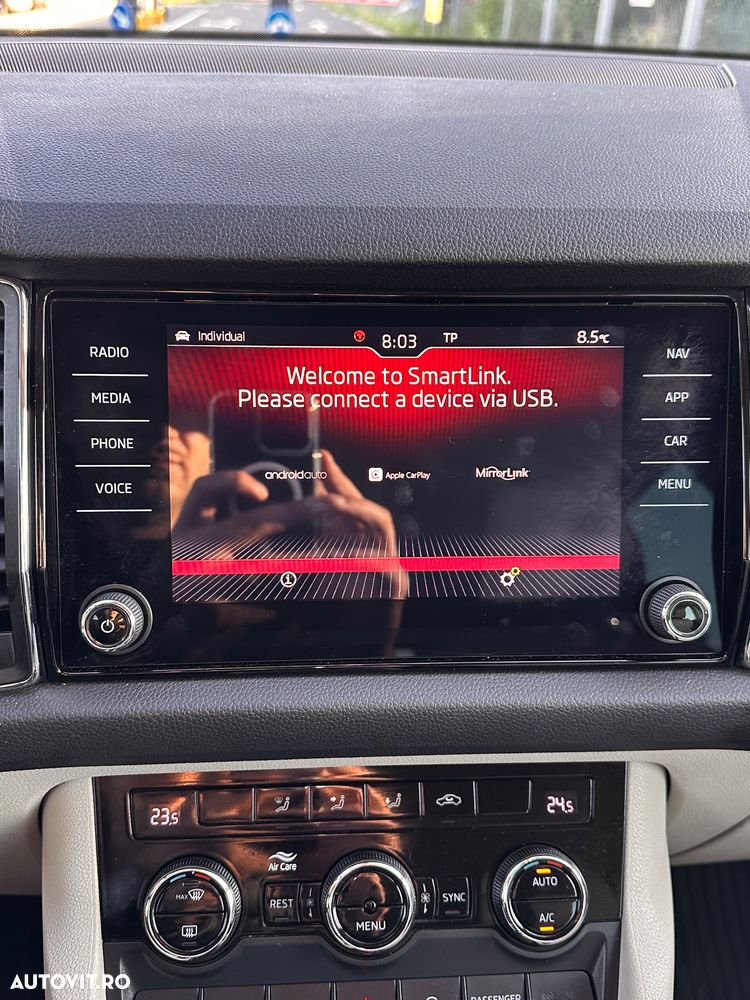 Individual 8:03 TP 8.5°C
RADIO
MEDIA
PHONE
VOICE
Welcome to SmartLink.
Please connect a device via USB.
androidauto Apple CarPlay MirrorLink
NAV
APP
CAR
MENU
23.5 24.5
Air Care
MAX REST MENU SYNC AUTO
A/C
PASSENGER
AUTOVIT.RO